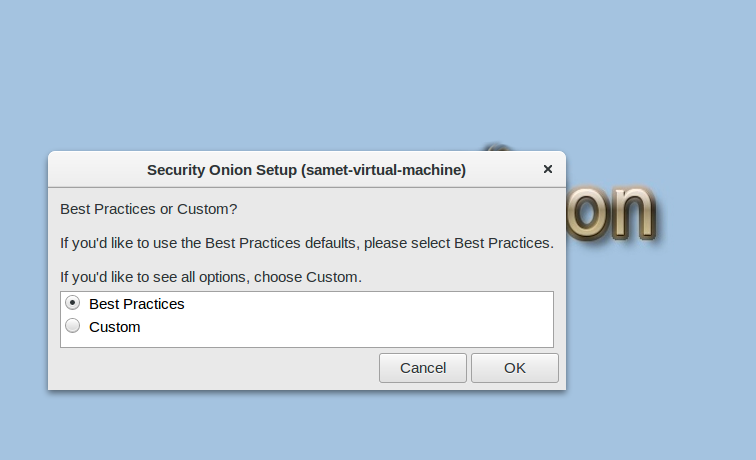 Security Onion Setup (samet-virtual-machine)
Best Practices or Custom?
If you'd like to use the Best Practices defaults, please select Best Practices.
If you'd like to see all options, choose Custom.
Best Practices
Custom
Cancel
OK
on